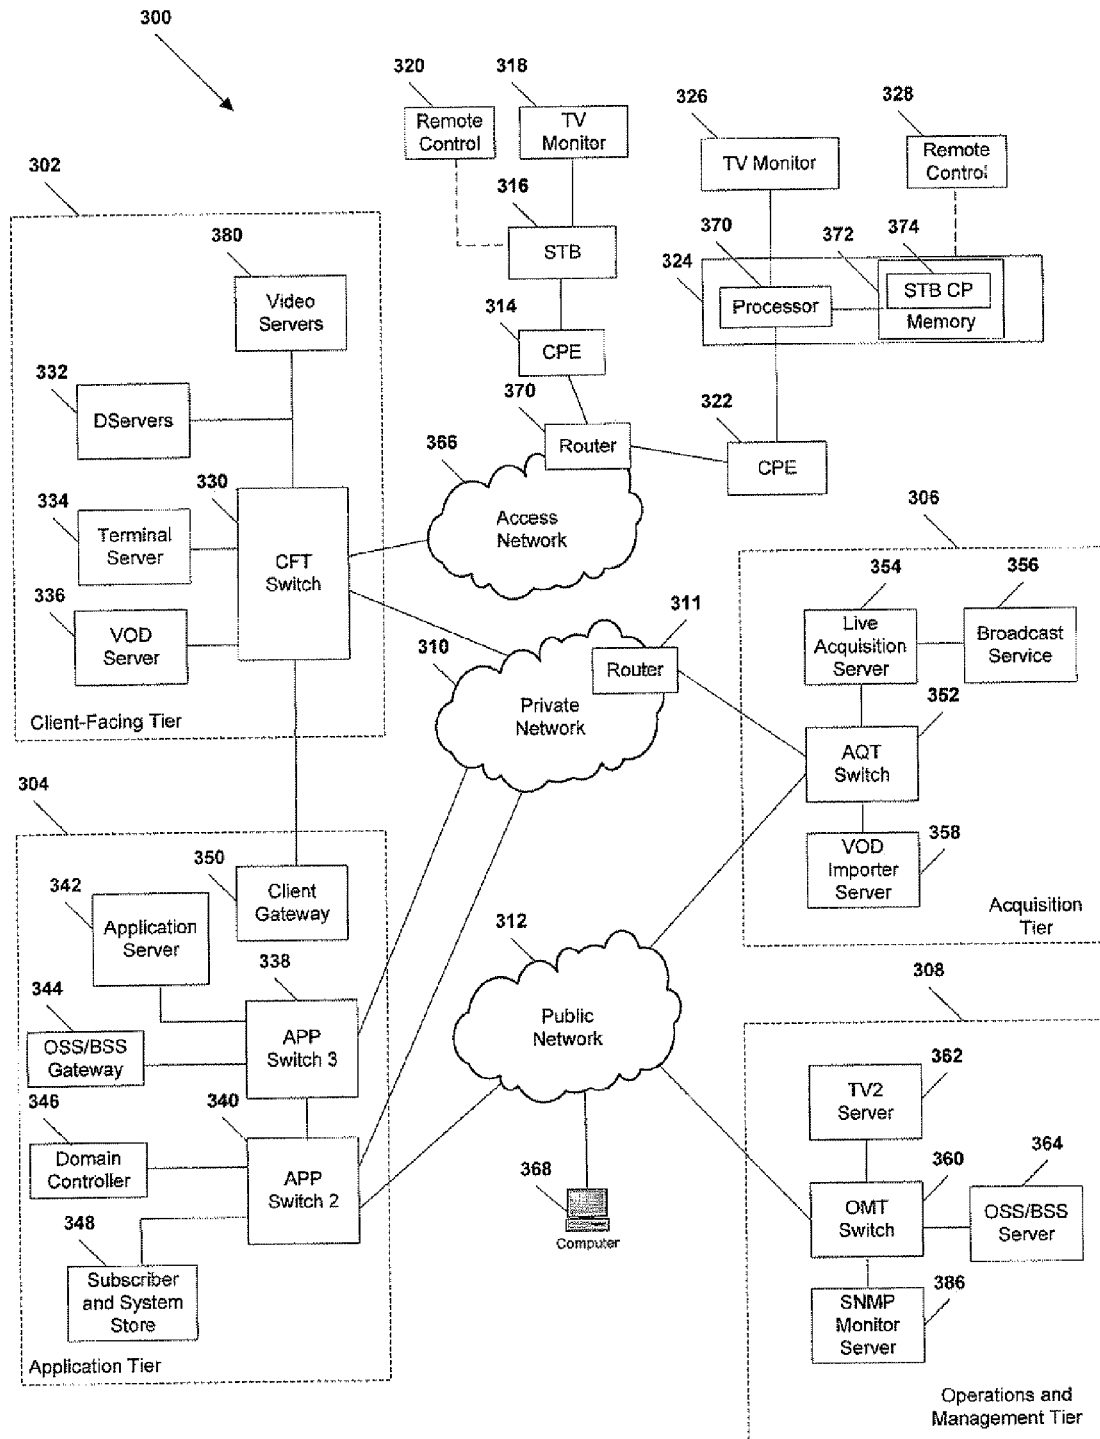 300
320
318
326
328
Remote
Control
TV
Monitor
TV Monitor
Remote
Control
302
316
380
370
372
374
324
STB
Video
Servers
Processor
STB CP
Memory
314
CPE
332
370
322
DServers
366
Router
CPE
330
334
306
Terminal
Server
CFT
Switch
Access
Network
354
356
336
311
VOD
Server
310
Live
Acquisition
Server
Broadcast
Service
Router
352
Client-Facing Tier
Private
Network
AQT
Switch
304
350
358
342
Client
Gateway
VOD
Importer
Server
Application
Server
312
Acquisition
Tier
338
308
344
APP
Switch 3
Public
Network
OSS/BSS
Gateway
362
346
340
TV2
Server
Domain
Controller
APP
Switch 2
368
360
364
348
OMT
Switch
OSS/BSS
Server
Computer
Subscriber
and System
Store
386
SNMP
Monitor
Server
Application Tier
Operations and
Management Tier